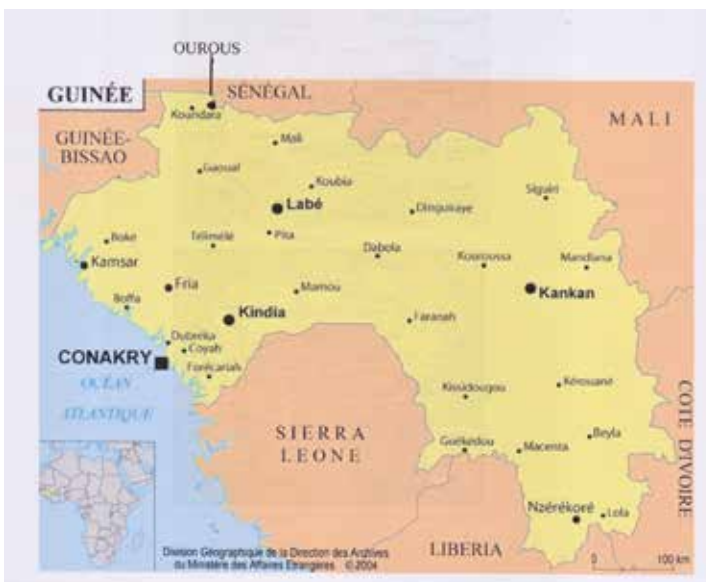 OUROUS
GUINÉE
SÉNÉGAL
MALI
Koundara
GUINÉE-
BISSAO
Mali
Gaoual
Koubia
Siguiri
Labé
Dinguiraye
Boké
Télimélé
Pita
Dabola
Kouroussa
Mandiana
Kamsar
Fria
Mamou
Kankan
Boffa
Kindia
Faranah
Dubréka
Coyah
CONAKRY
Forécariah
OCÉAN
ATLANTIQUE
Kissidougou
Kérouané
CÔTE D'IVOIRE
SIERRA
LEONE
Guékédou
Macenta
Beyla
Nzérékoré
Lola
LIBERIA
Division Géographique de la Direction des Archives
du Ministère des Affaires Etrangères © 2004
0 100 km